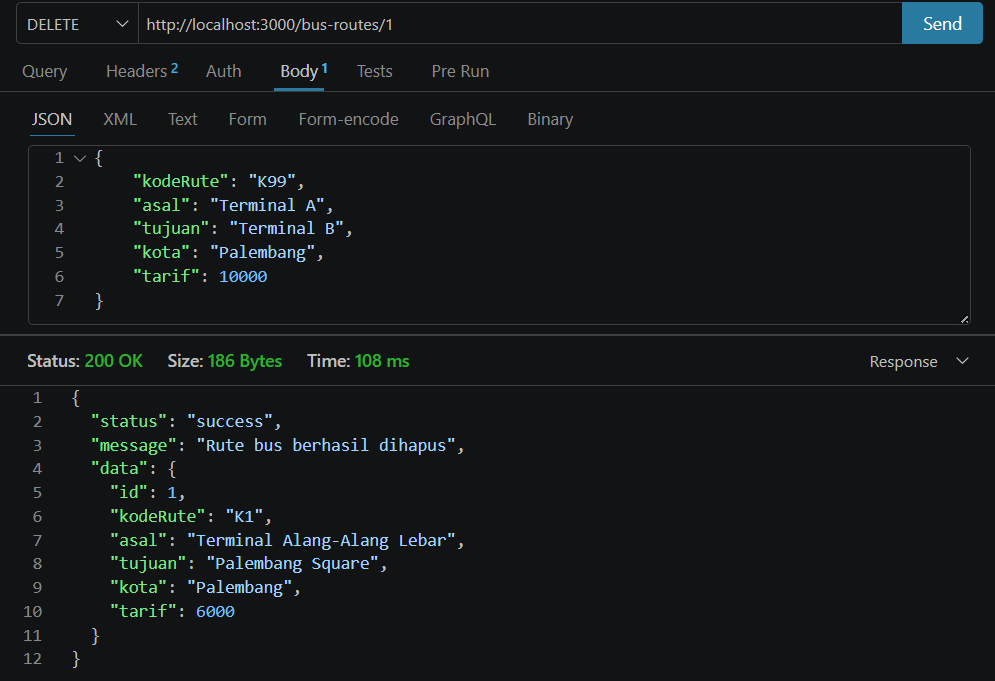 DELETE http://localhost:3000/bus-routes/1 Send
Query Headers 2 Auth Body 1 Tests Pre Run
JSON XML Text Form Form-encode GraphQL Binary
1 {
2 "kodeRute": "K99",
3 "asal": "Terminal A",
4 "tujuan": "Terminal B",
5 "kota": "Palembang",
6 "tarif": 10000
7 }
Status: 200 OK Size: 186 Bytes Time: 108 ms Response
1 {
2 "status": "success",
3 "message": "Rute bus berhasil dihapus",
4 "data": {
5 "id": 1,
6 "kodeRute": "K1",
7 "asal": "Terminal Alang-Alang Lebar",
8 "tujuan": "Palembang Square",
9 "kota": "Palembang",
10 "tarif": 6000
11 }
12 }